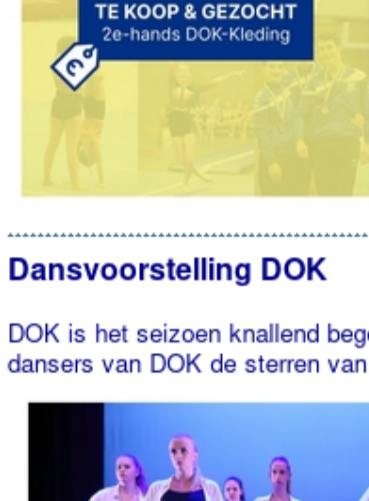 TE KOOP & GEZOCHT
2e-hands DOK-Kleding
€
Dansvoorstelling DOK
DOK is het seizoen knallend
dansers van DOK de sterren van